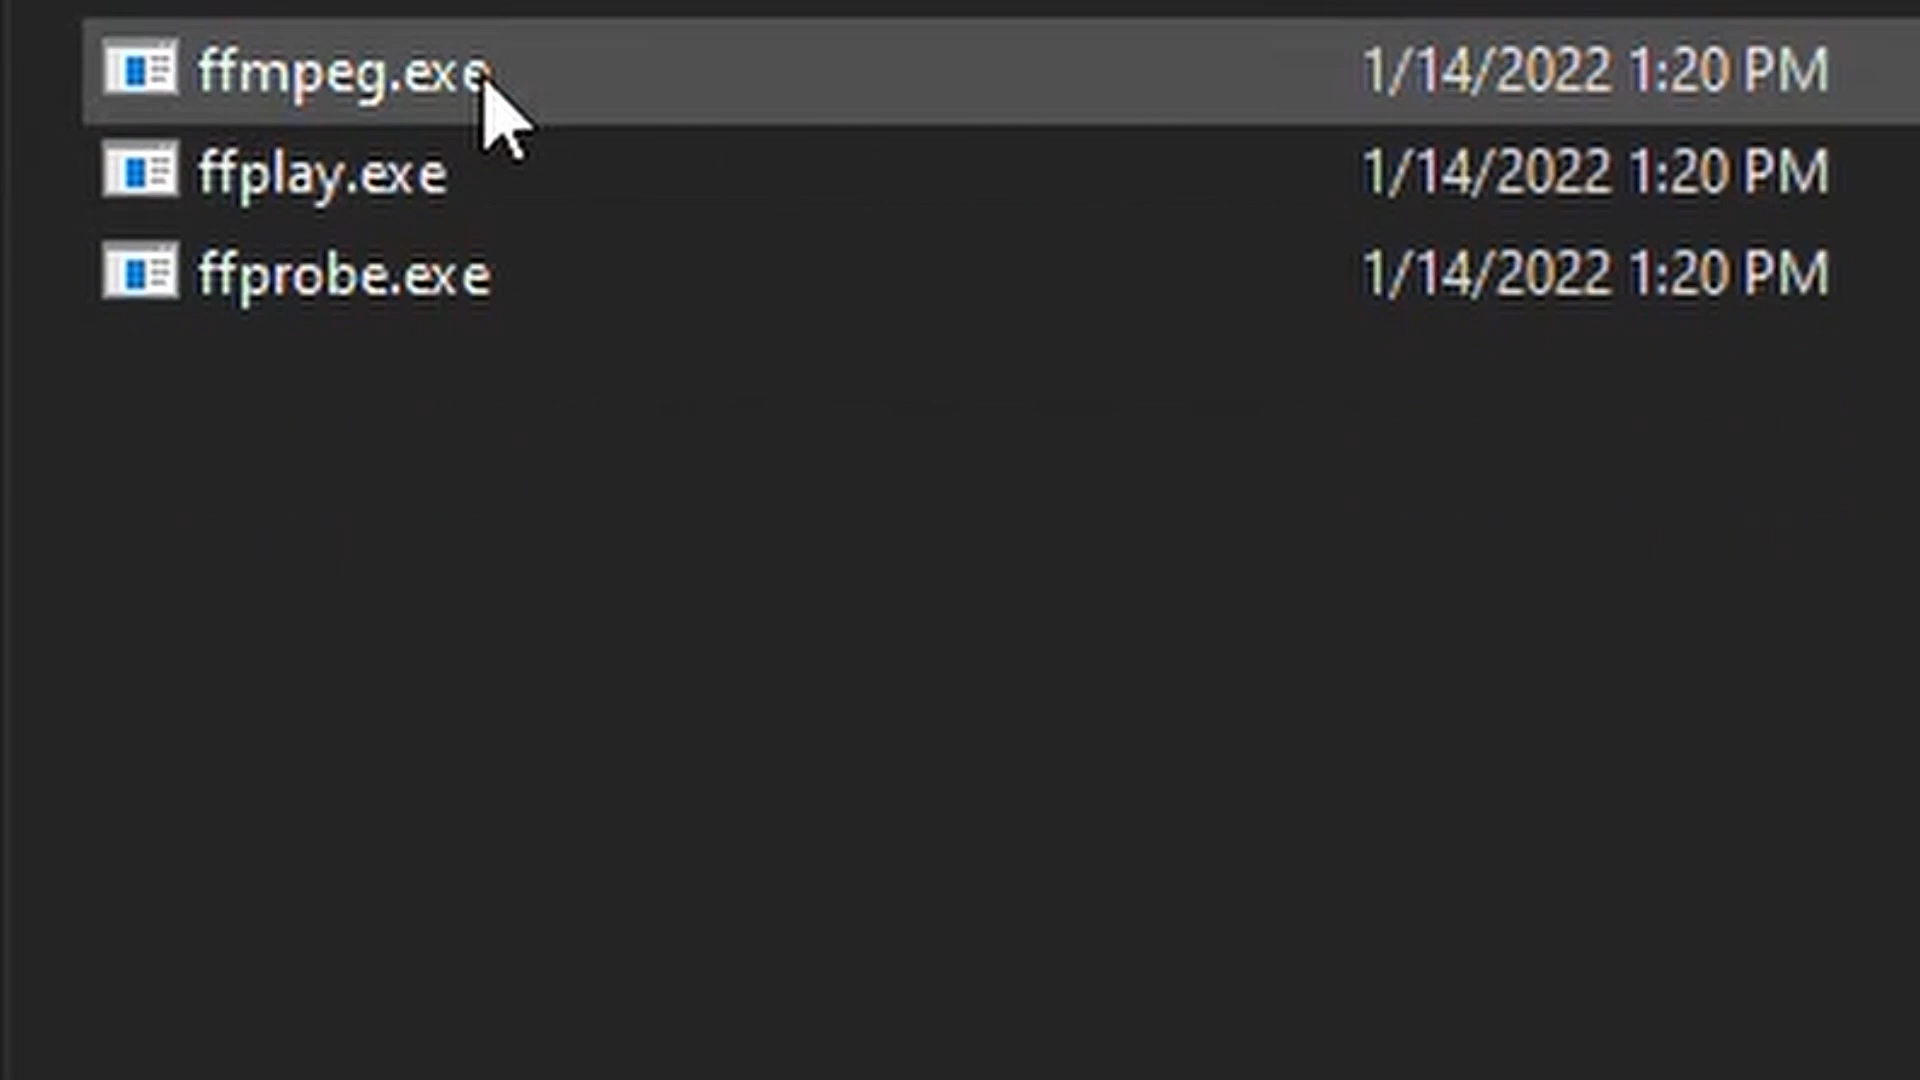 ffmpeg.exe 1/14/2022 1:20 PM
ffplay.exe 1/14/2022 1:20 PM
ffprobe.exe 1/14/2022 1:20 PM